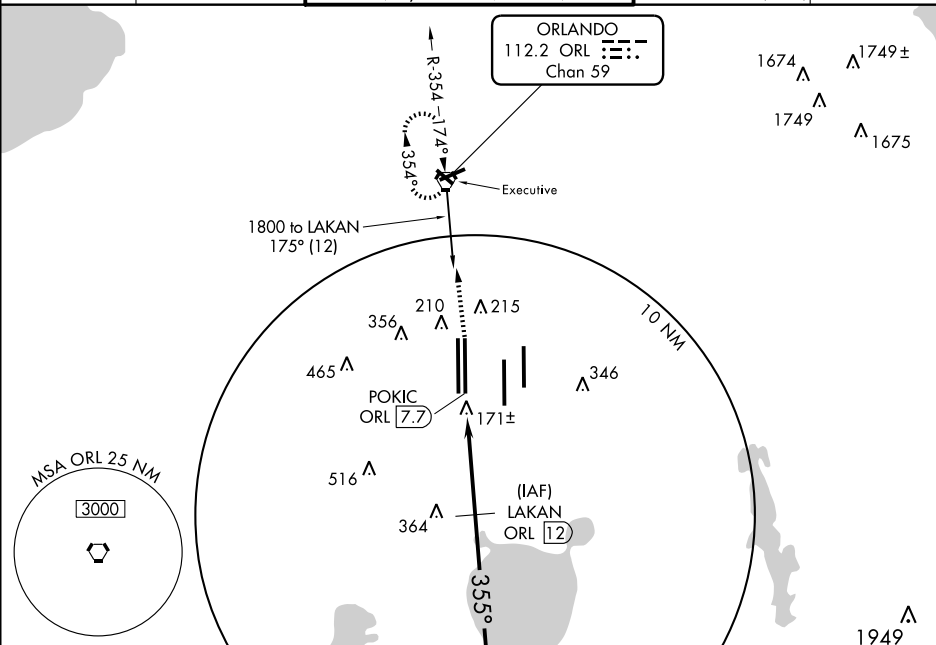 ORLANDO
112.2 ORL
Chan 59
1674
1749±
1749
1675
R-354
174°
354°
Executive
1800 to LAKAN
175° (12)
10 NM
210
215
356
465
346
POKIC
ORL 7.7
171±
MSA ORL 25 NM
3000
516
(IAF)
LAKAN
ORL 12
364
355°
1949